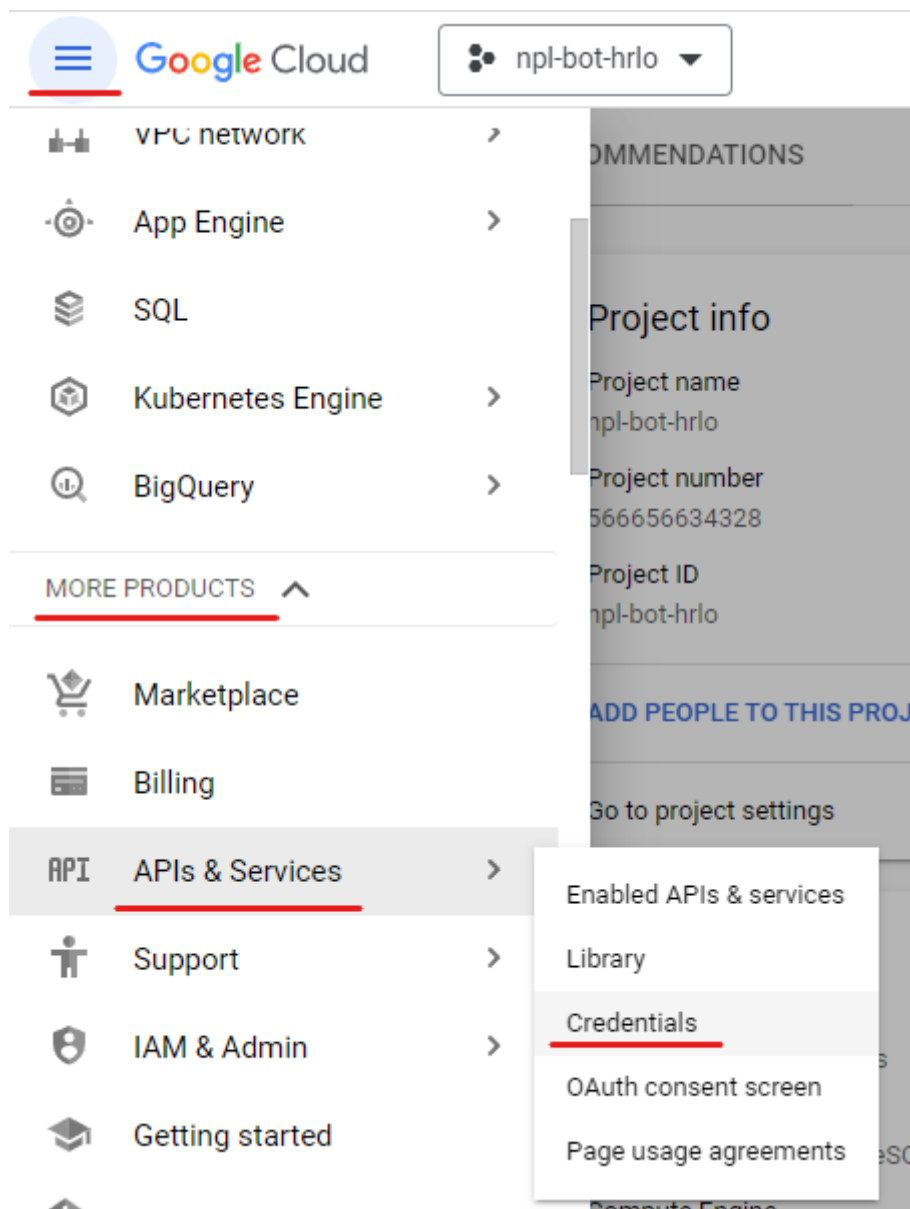 Google Cloud
npl-bot-hrlo
VPC network
OMMENDATIONS
App Engine
SQL
Project info
Project name
npl-bot-hrlo
Kubernetes Engine
BigQuery
Project number
566656634328
Project ID
npl-bot-hrlo
MORE PRODUCTS
Marketplace
ADD PEOPLE TO THIS PROJ
Billing
Go to project settings
API
APIs & Services
Enabled APIs & services
Library
Credentials
OAuth consent screen
Page usage agreements
Support
IAM & Admin
Getting started
Compute Engine